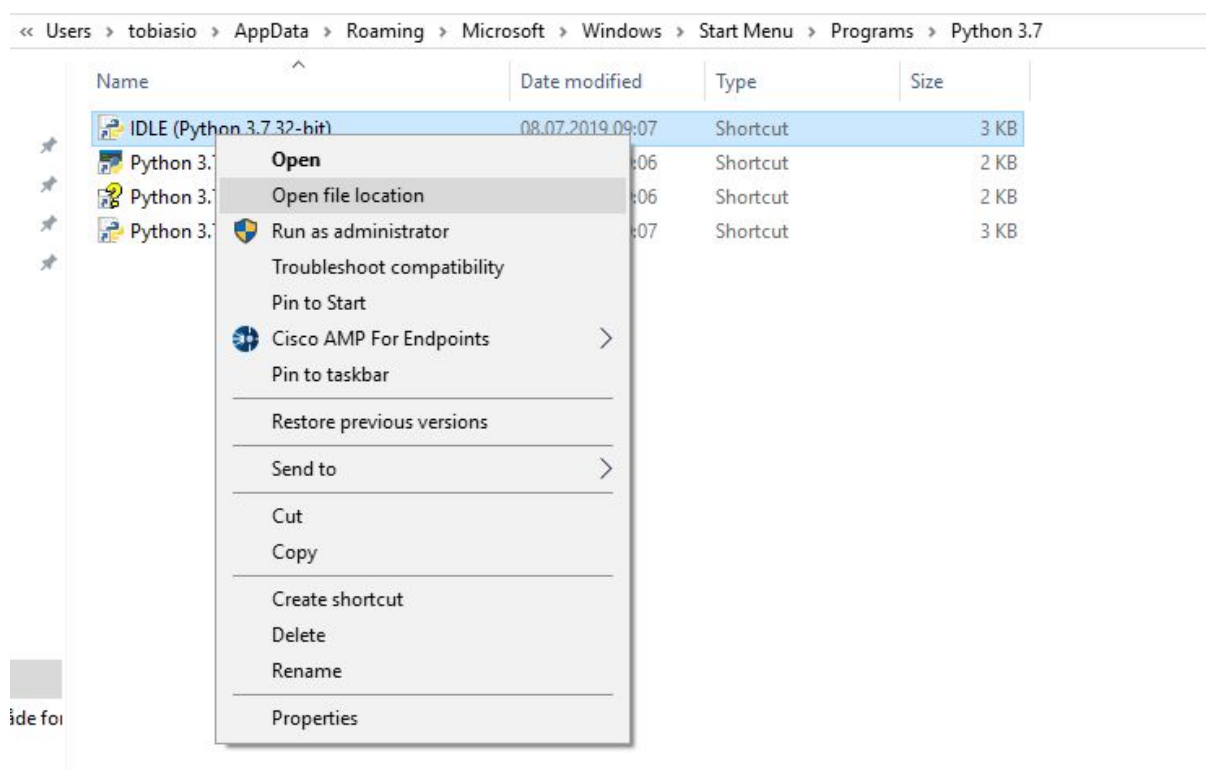 « Users > tobiasio > AppData > Roaming > Microsoft > Windows > Start Menu > Programs > Python 3.7
Name Date modified Type Size
IDLE (Python 3.7 32-bit) 08.07.2019 09:07 Shortcut 3 KB
Python 3. :06 Shortcut 2 KB
Python 3. :06 Shortcut 2 KB
Python 3. :07 Shortcut 3 KB
Open
Open file location
Run as administrator
Troubleshoot compatibility
Pin to Start
Cisco AMP For Endpoints
Pin to taskbar
Restore previous versions
Send to
Cut
Copy
Create shortcut
Delete
Rename
Properties
åde for